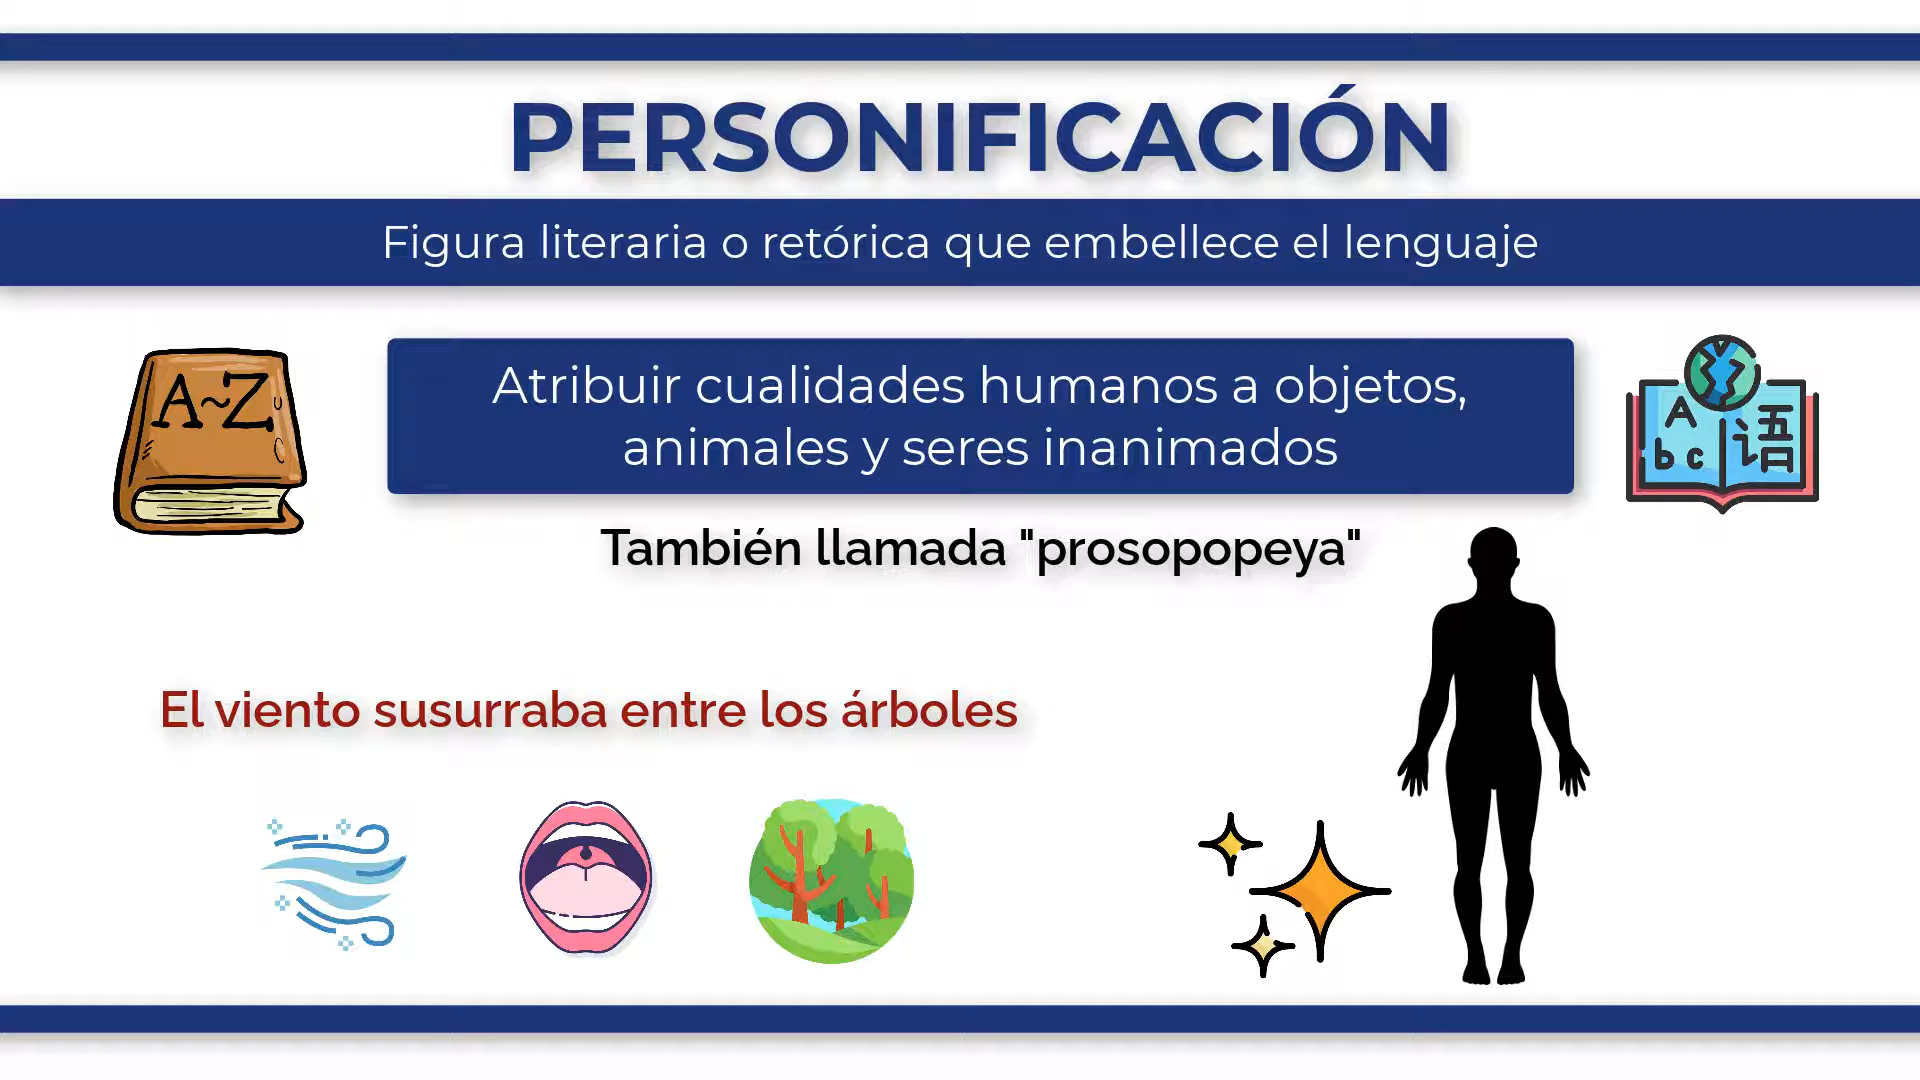 PERSONIFICACIÓN
Figura literaria o retórica que embellece el lenguaje
A~Z
Atribuir cualidades humanos a objetos,
animales y seres inanimados
A
b c
语
También llamada "prosopopeya"
El viento susurraba entre los árboles